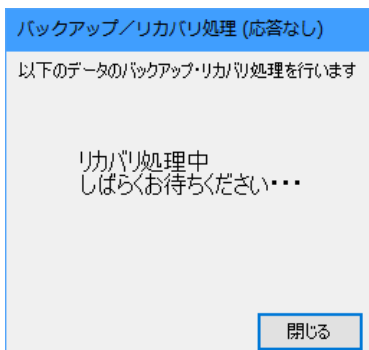 バックアップ／リカバリ処理 (応答なし)
以下のデータのバックアップ・リカバリ処理を行います
リカバリ処理中
しばらくお待ちください・・・
閉じる